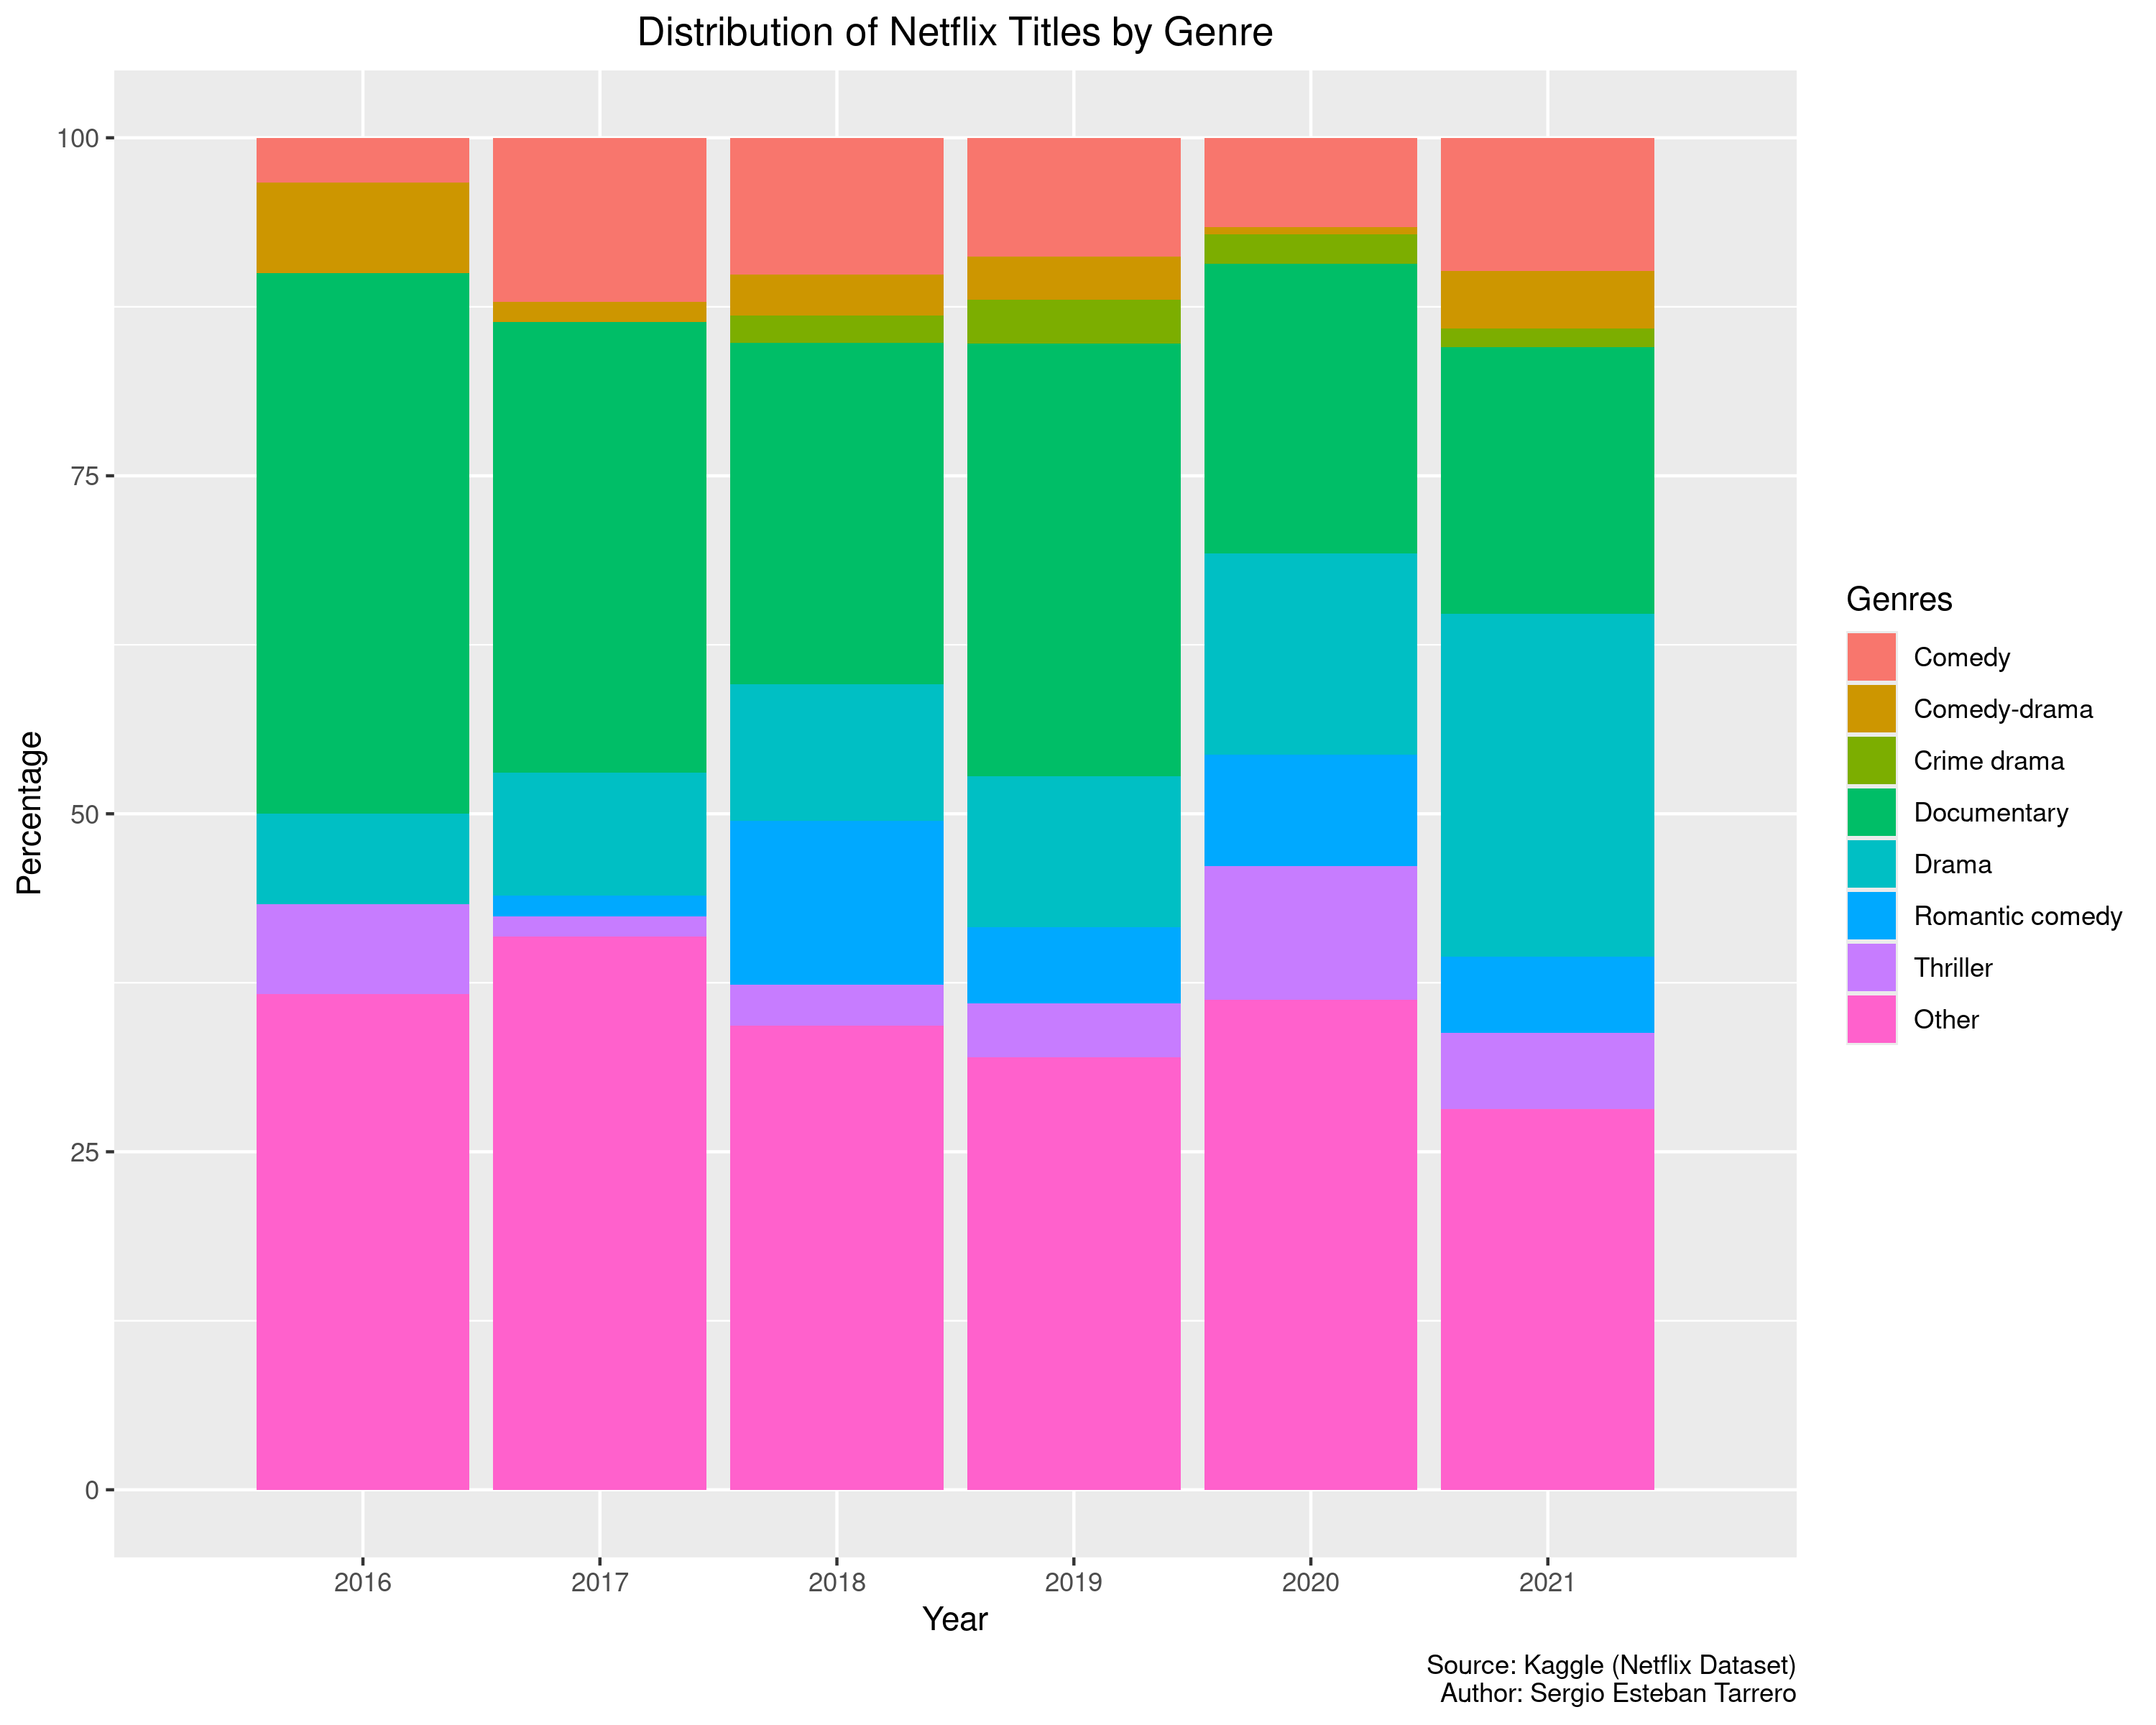 Distribution of Netflix Titles by Genre
Percentage
100
75
50
25
0
2016
2017
2018
2019
2020
2021
Year
Genres
Comedy
Comedy-drama
Crime drama
Documentary
Drama
Romantic comedy
Thriller
Other
Source: Kaggle (Netflix Dataset)
Author: Sergio Esteban Tarrero